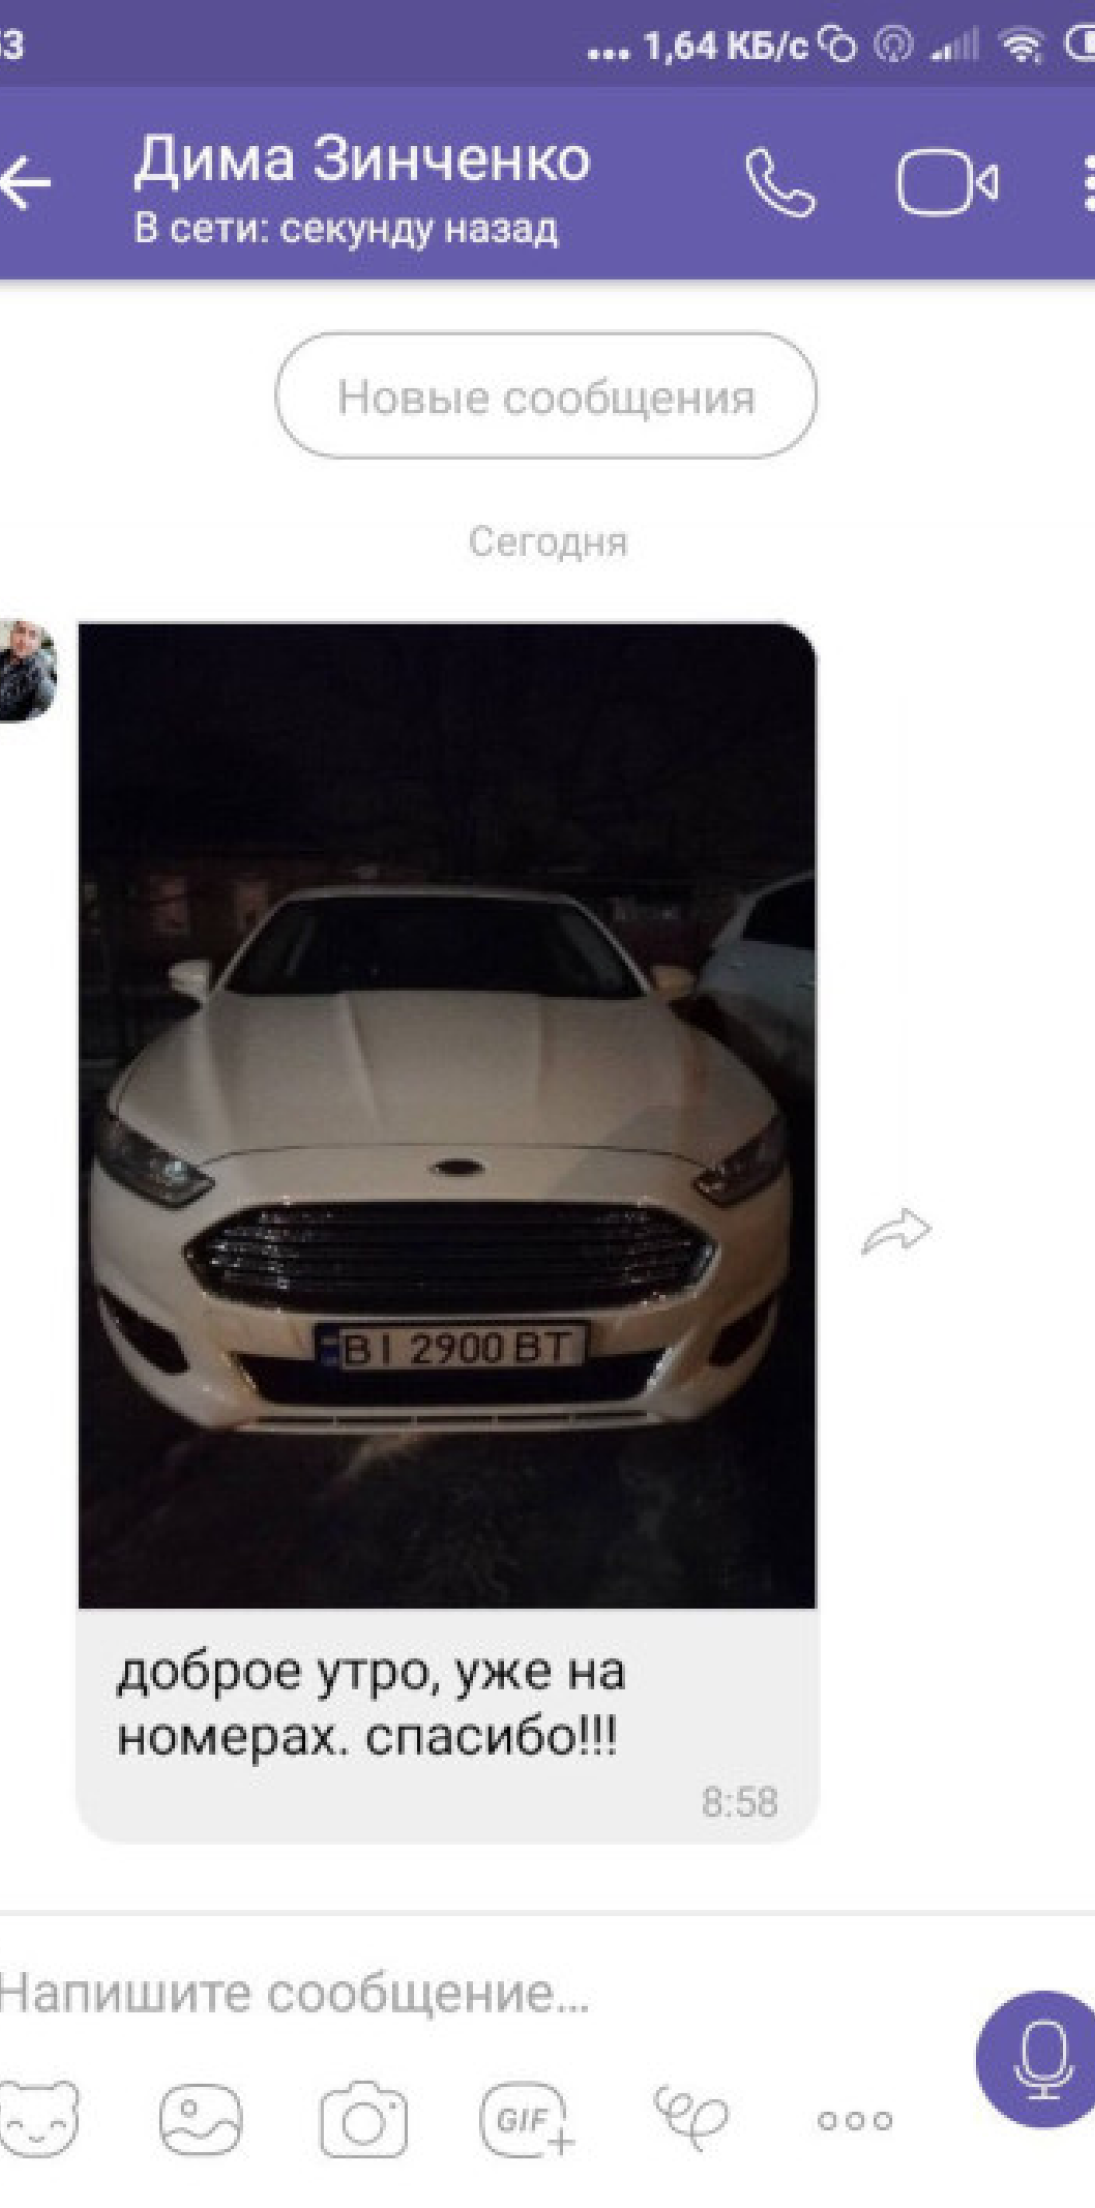 53
... 1,64 КБ/с
Дима Зинченко
В сети: секунду назад
Новые сообщения
Сегодня
BI 2900 BT
доброе утро, уже на
номерах. спасибо!!!
8:58
Напишите сообщение...
GIF